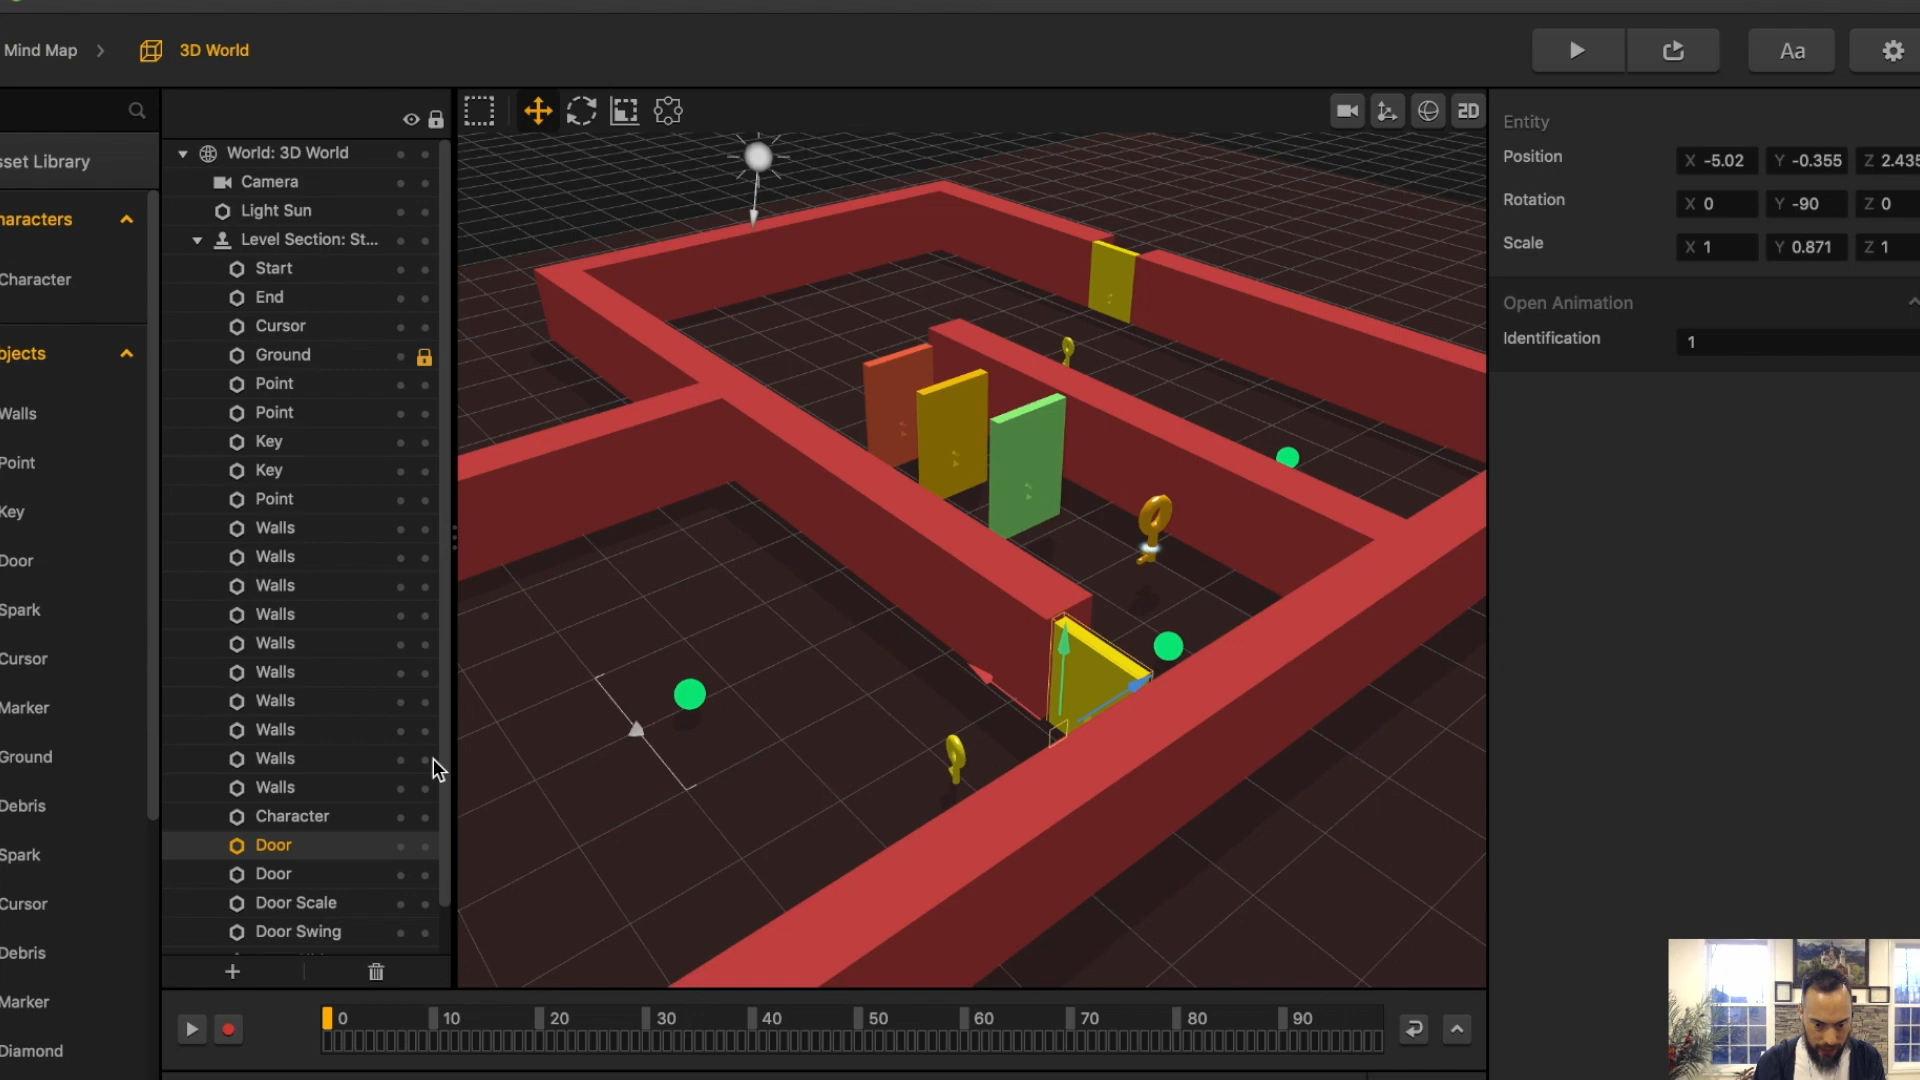 Mind Map
3D World
Aa
sset Library
haracters
Character
bjects
Walls
Point
Key
Door
Spark
Cursor
Marker
Ground
Debris
Spark
Cursor
Debris
Marker
Diamond
World: 3D World
Camera
Light Sun
Level Section: St...
Start
End
Cursor
Ground
Point
Point
Key
Key
Point
Walls
Walls
Walls
Walls
Walls
Walls
Walls
Walls
Walls
Walls
Character
Door
Door
Door Scale
Door Swing
2D
Entity
Position X -5.02 Y -0.355 Z 2.435
Rotation X 0 Y -90 Z 0
Scale X 1 Y 0.871 Z 1
Open Animation
Identification 1
0 10 20 30 40 50 60 70 80 90